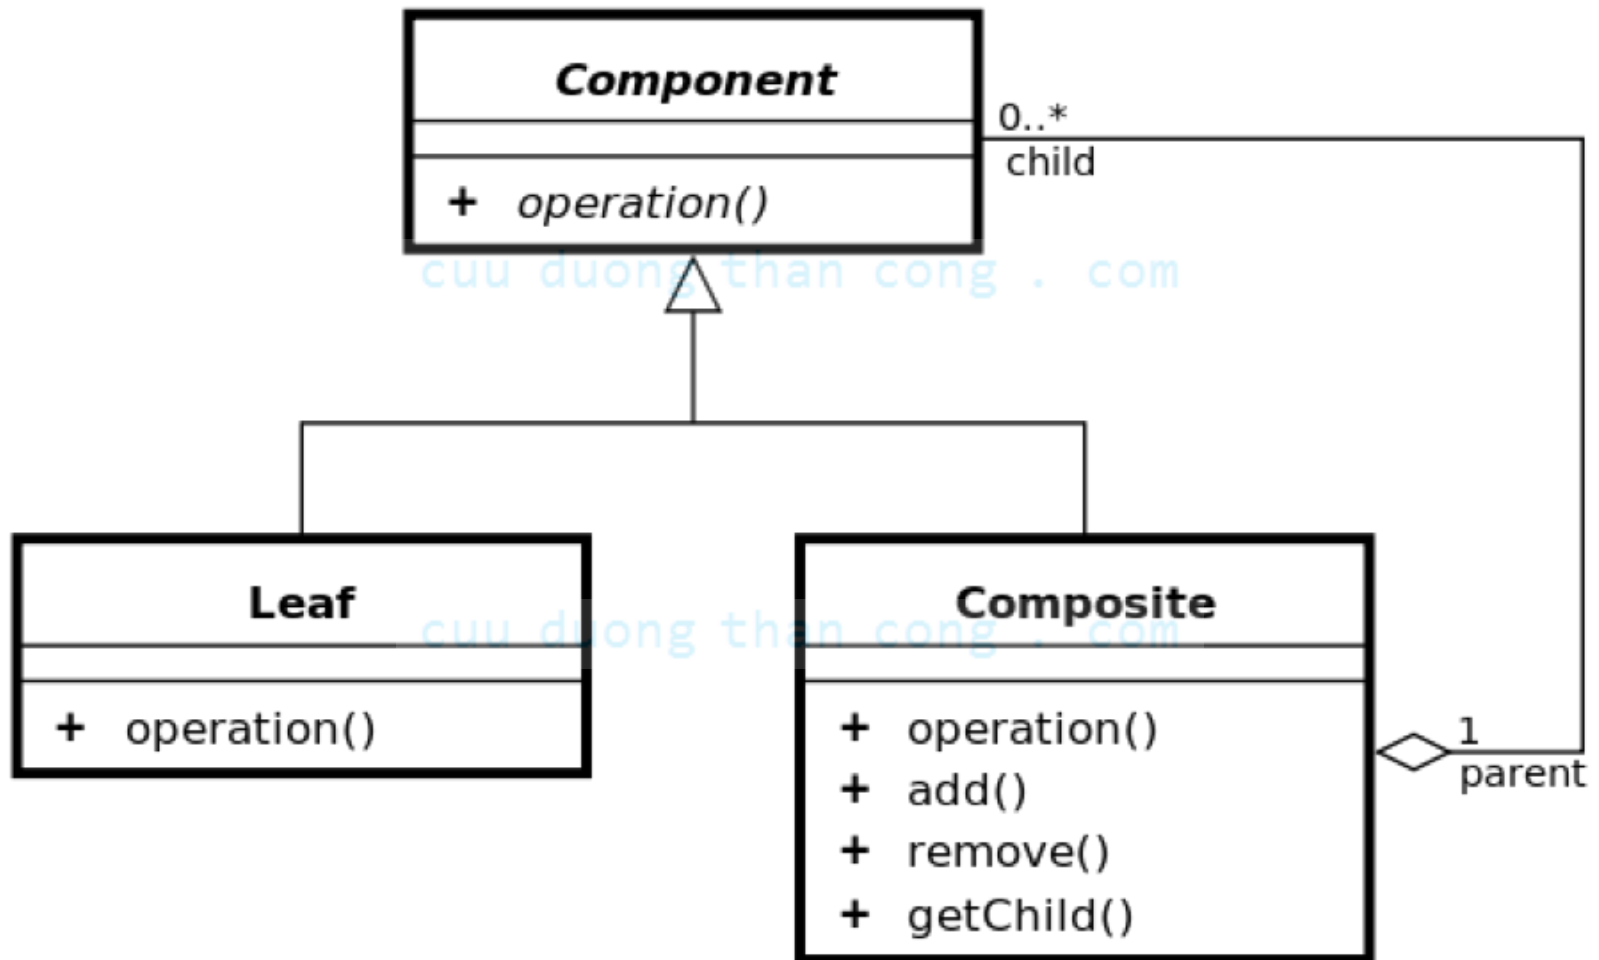 Component
0..*
child
+ operation()
cuu duong than cong . com
Leaf
Composite
cuu duong than cong . com
+ operation()
+ operation()
+ add()
+ remove()
+ getChild()
1
parent